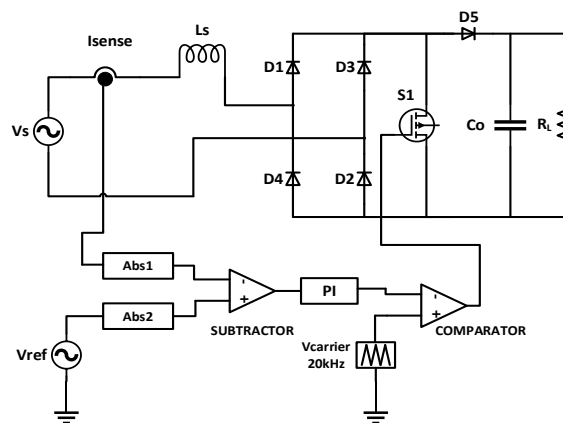 D5
Isense
Ls
D1
D3
S1
Vs
Co
RL
D4
D2
Abs1
-
+
PI
-
+
Abs2
SUBTRACTOR
COMPARATOR
Vref
Vcarrier
20kHz